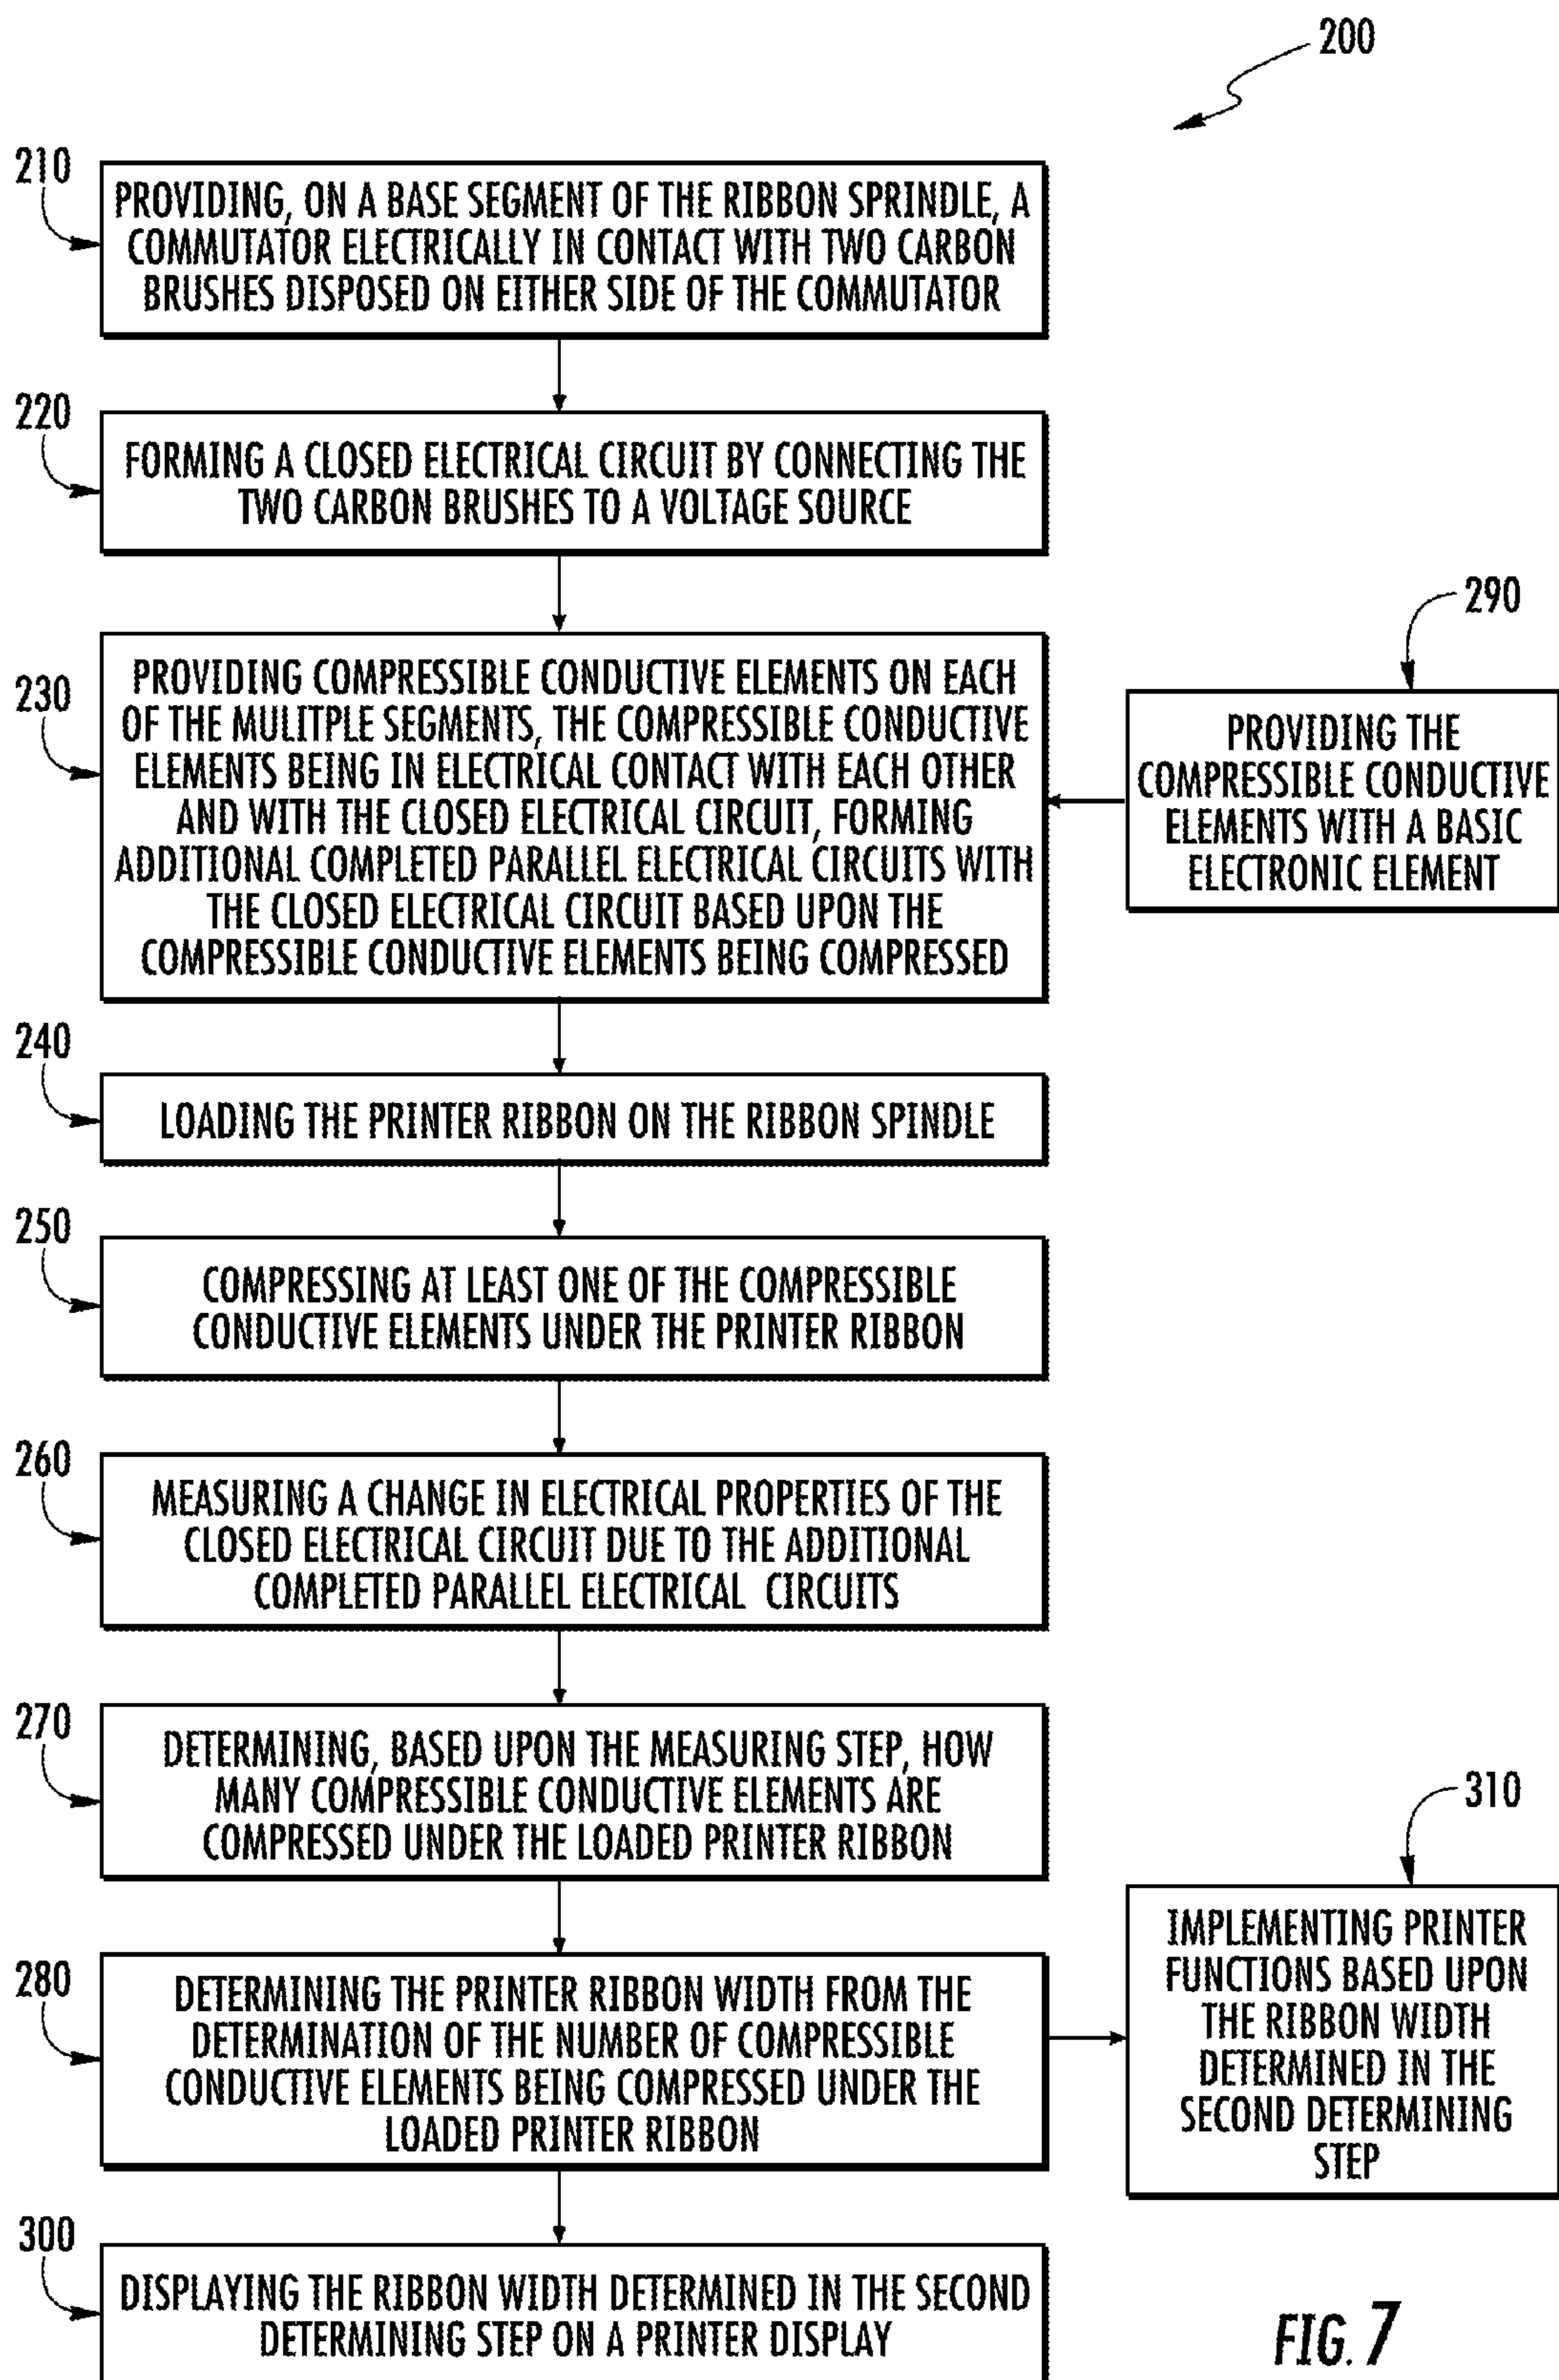 200
210
PROVIDING, ON A BASE SEGMENT OF THE RIBBON SPRINDLE, A
COMMUTATOR ELECTRICALLY IN CONTACT WITH TWO CARBON
BRUSHES DISPOSED ON EITHER SIDE OF THE COMMUTATOR
220
FORMING A CLOSED ELECTRICAL CIRCUIT BY CONNECTING THE
TWO CARBON BRUSHES TO A VOLTAGE SOURCE
230
PROVIDING COMPRESSIBLE CONDUCTIVE ELEMENTS ON EACH
OF THE MULITPLE SEGMENTS, THE COMPRESSIBLE CONDUCTIVE
ELEMENTS BEING IN ELECTRICAL CONTACT WITH EACH OTHER
AND WITH THE CLOSED ELECTRICAL CIRCUIT, FORMING
ADDITIONAL COMPLETED PARALLEL ELECTRICAL CIRCUITS WITH
THE CLOSED ELECTRICAL CIRCUIT BASED UPON THE
COMPRESSIBLE CONDUCTIVE ELEMENTS BEING COMPRESSED
290
PROVIDING THE
COMPRESSIBLE CONDUCTIVE
ELEMENTS WITH A BASIC
ELECTRONIC ELEMENT
240
LOADING THE PRINTER RIBBON ON THE RIBBON SPINDLE
250
COMPRESSING AT LEAST ONE OF THE COMPRESSIBLE
CONDUCTIVE ELEMENTS UNDER THE PRINTER RIBBON
260
MEASURING A CHANGE IN ELECTRICAL PROPERTIES OF THE
CLOSED ELECTRICAL CIRCUIT DUE TO THE ADDITIONAL
COMPLETED PARALLEL ELECTRICAL CIRCUITS
270
DETERMINING, BASED UPON THE MEASURING STEP, HOW
MANY COMPRESSIBLE CONDUCTIVE ELEMENTS ARE
COMPRESSED UNDER THE LOADED PRINTER RIBBON
280
DETERMINING THE PRINTER RIBBON WIDTH FROM THE
DETERMINATION OF THE NUMBER OF COMPRESSIBLE
CONDUCTIVE ELEMENTS BEING COMPRESSED UNDER THE
LOADED PRINTER RIBBON
310
IMPLEMENTING PRINTER
FUNCTIONS BASED UPON
THE RIBBON WIDTH
DETERMINED IN THE
SECOND DETERMINING
STEP
300
DISPLAYING THE RIBBON WIDTH DETERMINED IN THE SECOND
DETERMINING STEP ON A PRINTER DISPLAY
FIG. 7